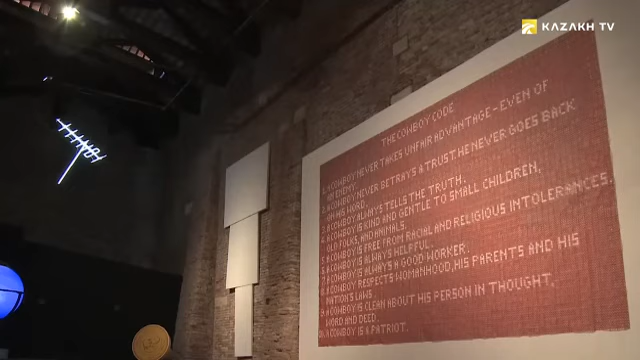 KAZAKH TV
THE COWBOY CODE
1. A COWBOY NEVER TAKES UNFAIR ADVANTAGE - EVEN OF
AN ENEMY.
2. A COWBOY NEVER BETRAYS A TRUST. HE NEVER GOES BACK
ON HIS WORD.
3. A COWBOY ALWAYS TELLS THE TRUTH.
4. A COWBOY IS KIND AND GENTLE TO SMALL CHILDREN,
OLD FOLKS, AND ANIMALS.
5. A COWBOY IS FREE FROM RACIAL AND RELIGIOUS INTOLERANCES.
6. A COWBOY IS ALWAYS HELPFUL.
7. A COWBOY IS ALWAYS A GOOD WORKER.
8. A COWBOY RESPECTS WOMANHOOD, HIS PARENTS AND HIS
NATION'S LAWS.
9. A COWBOY IS CLEAN ABOUT HIS PERSON IN THOUGHT,
WORD AND DEED.
10. A COWBOY IS A PATRIOT.